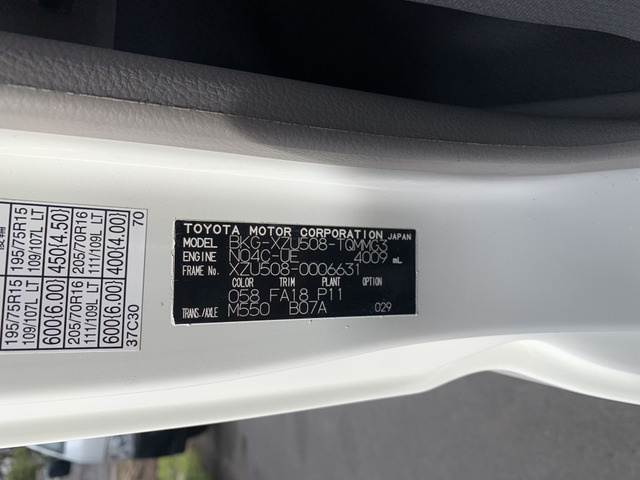 TOYOTA MOTOR CORPORATION JAPAN
MODEL BKG-XZU508-TQMMG3
ENGINE N04C-UE 4009 mL
FRAME No. XZU508-0006631
COLOR TRIM PLANT
058 FA18 P11
TRANS./AXLE M550 B07A 029
195/75R15 109/107L LT
195/75R15 109/107L LT
600(6.00) 450(4.50)
205/70R16 111/109L LT
205/70R16 111/109L LT
600(6.00) 400(4.00)
37C30 70